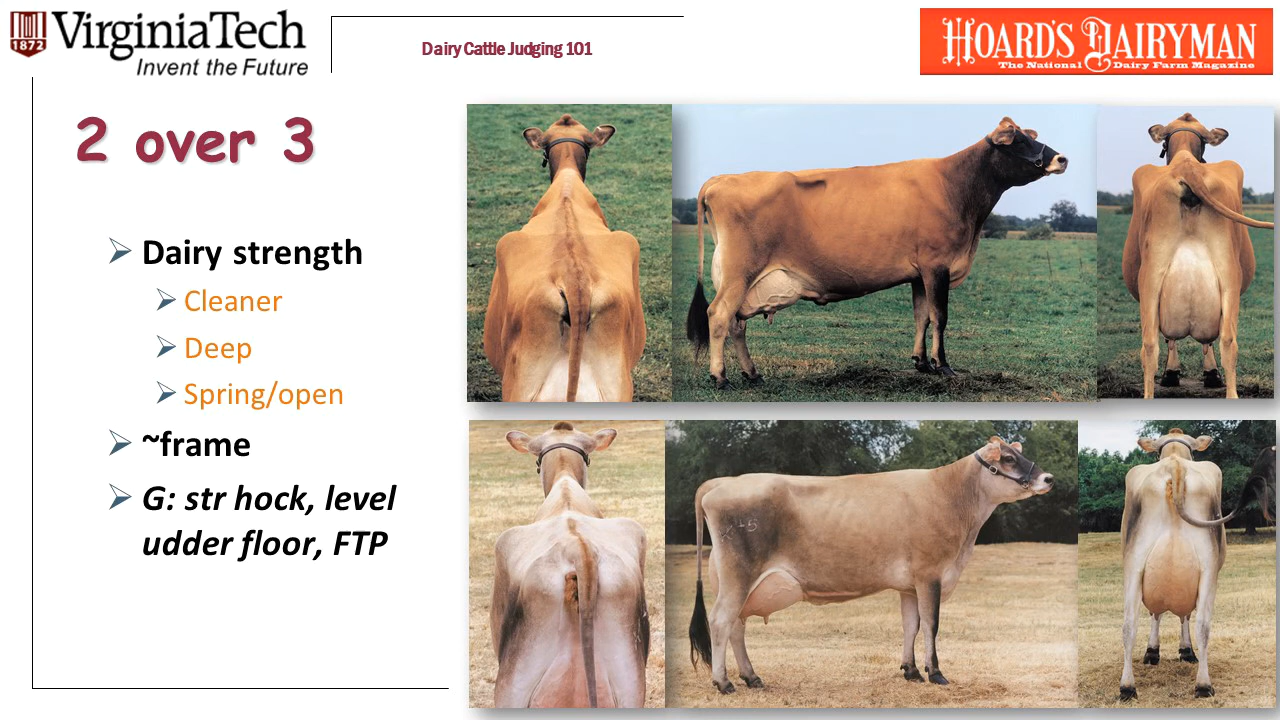 VirginiaTech
1872
Invent the Future
Dairy Cattle Judging 101
HOARD'S DAIRYMAN
The National Dairy Farm Magazine
2 over 3
Dairy strength
Cleaner
Deep
Spring/open
~frame
G: str hock, level
udder floor, FTP